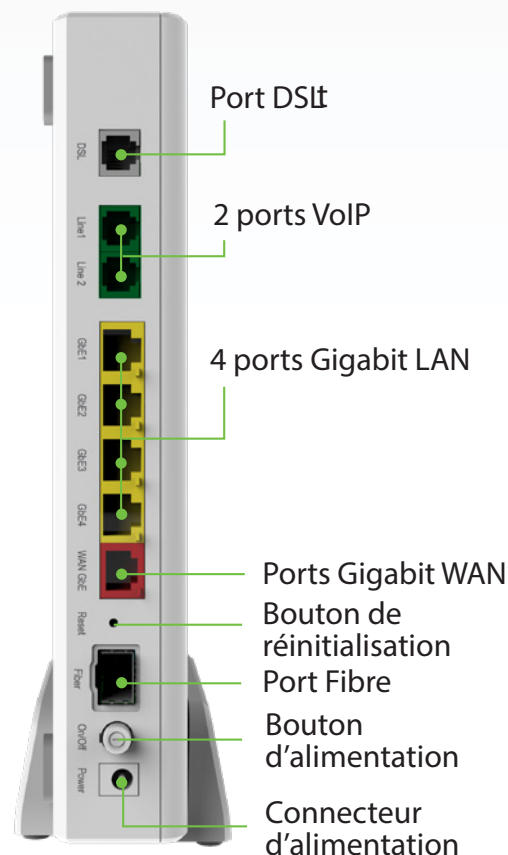 Port DSLt
DSL
2 ports VoIP
Line1
Line 2
4 ports Gigabit LAN
GbE1
GbE2
GbE3
GbE4
WAN GbE
Ports Gigabit WAN
Reset
Bouton de
réinitialisation
Fiber
Port Fibre
On/Off
Bouton
d’alimentation
Power
Connecteur
d’alimentation